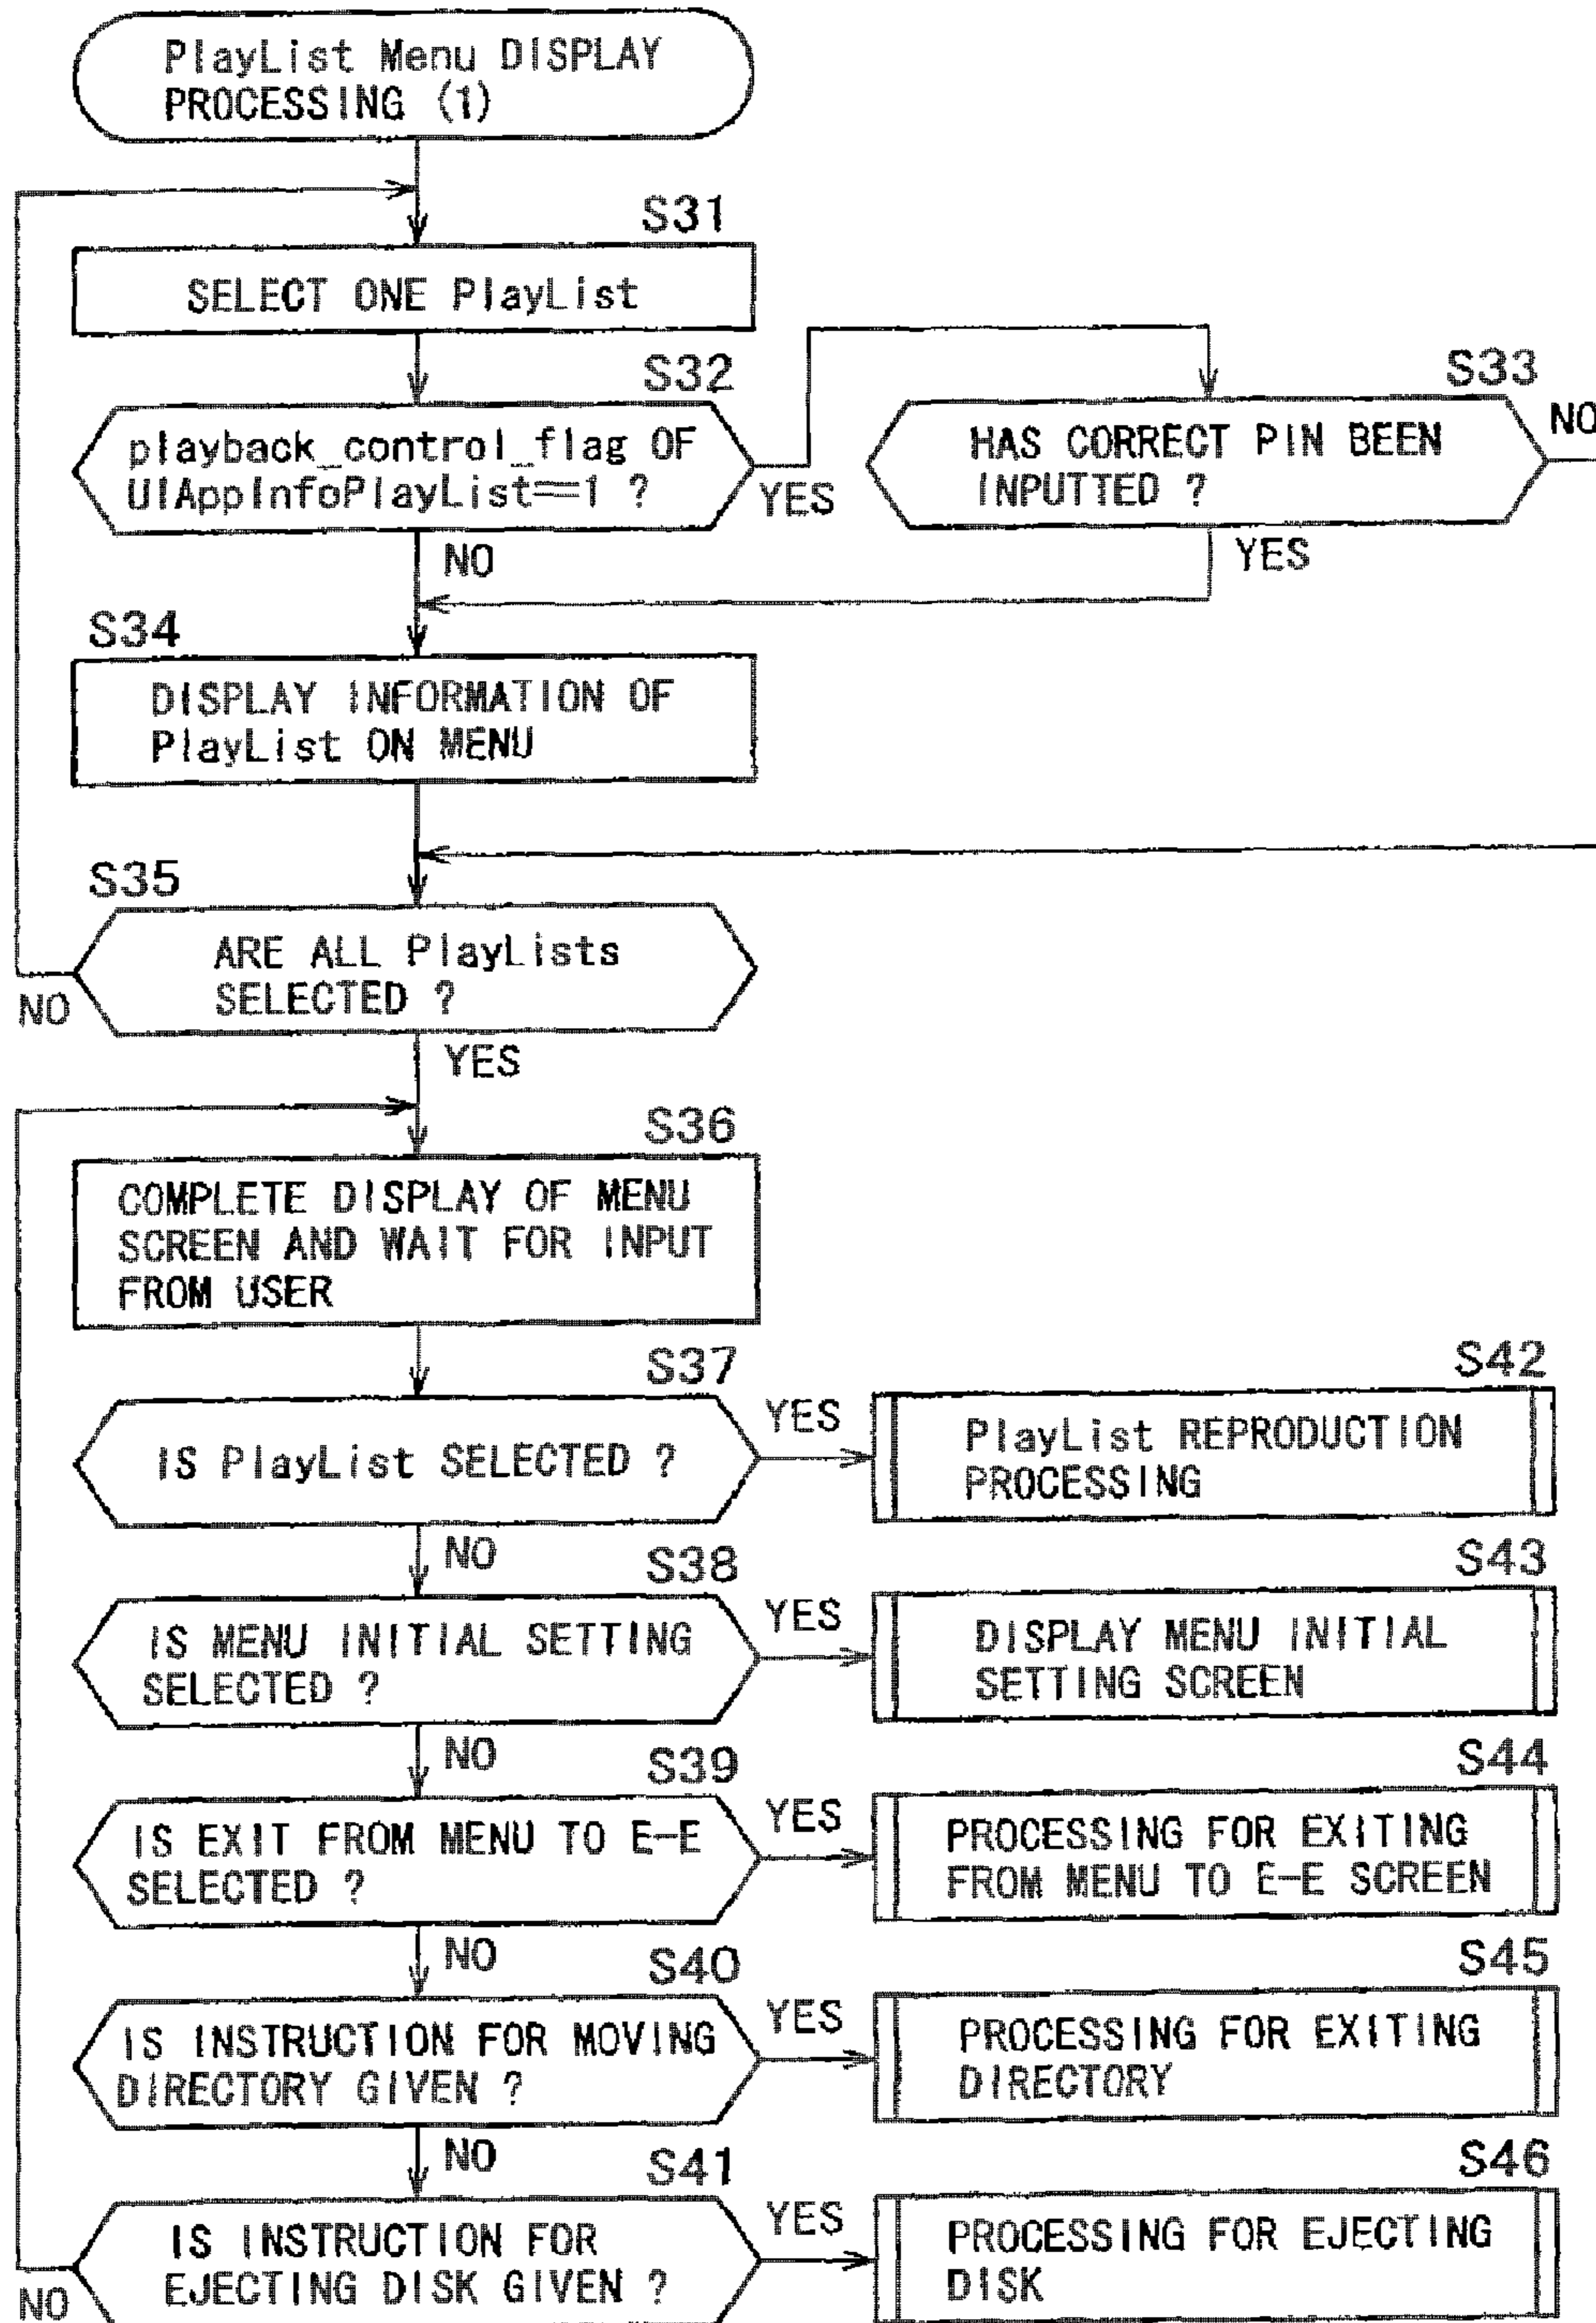 PlayList Menu DISPLAY
PROCESSING (1)
S31
SELECT ONE PlayList
S32
playback_control_flag OF
UIAppInfoPlayList==1 ?
YES
NO
S33
HAS CORRECT PIN BEEN
INPUTTED ?
NO
YES
S34
DISPLAY INFORMATION OF
PlayList ON MENU
S35
ARE ALL PlayLists
SELECTED ?
NO
YES
S36
COMPLETE DISPLAY OF MENU
SCREEN AND WAIT FOR INPUT
FROM USER
S37
IS PlayList SELECTED ?
YES
NO
S42
PlayList REPRODUCTION
PROCESSING
S38
IS MENU INITIAL SETTING
SELECTED ?
YES
NO
S43
DISPLAY MENU INITIAL
SETTING SCREEN
S39
IS EXIT FROM MENU TO E-E
SELECTED ?
YES
NO
S44
PROCESSING FOR EXITING
FROM MENU TO E-E SCREEN
S40
IS INSTRUCTION FOR MOVING
DIRECTORY GIVEN ?
YES
NO
S45
PROCESSING FOR EXITING
DIRECTORY
S41
IS INSTRUCTION FOR
EJECTING DISK GIVEN ?
YES
NO
S46
PROCESSING FOR EJECTING
DISK